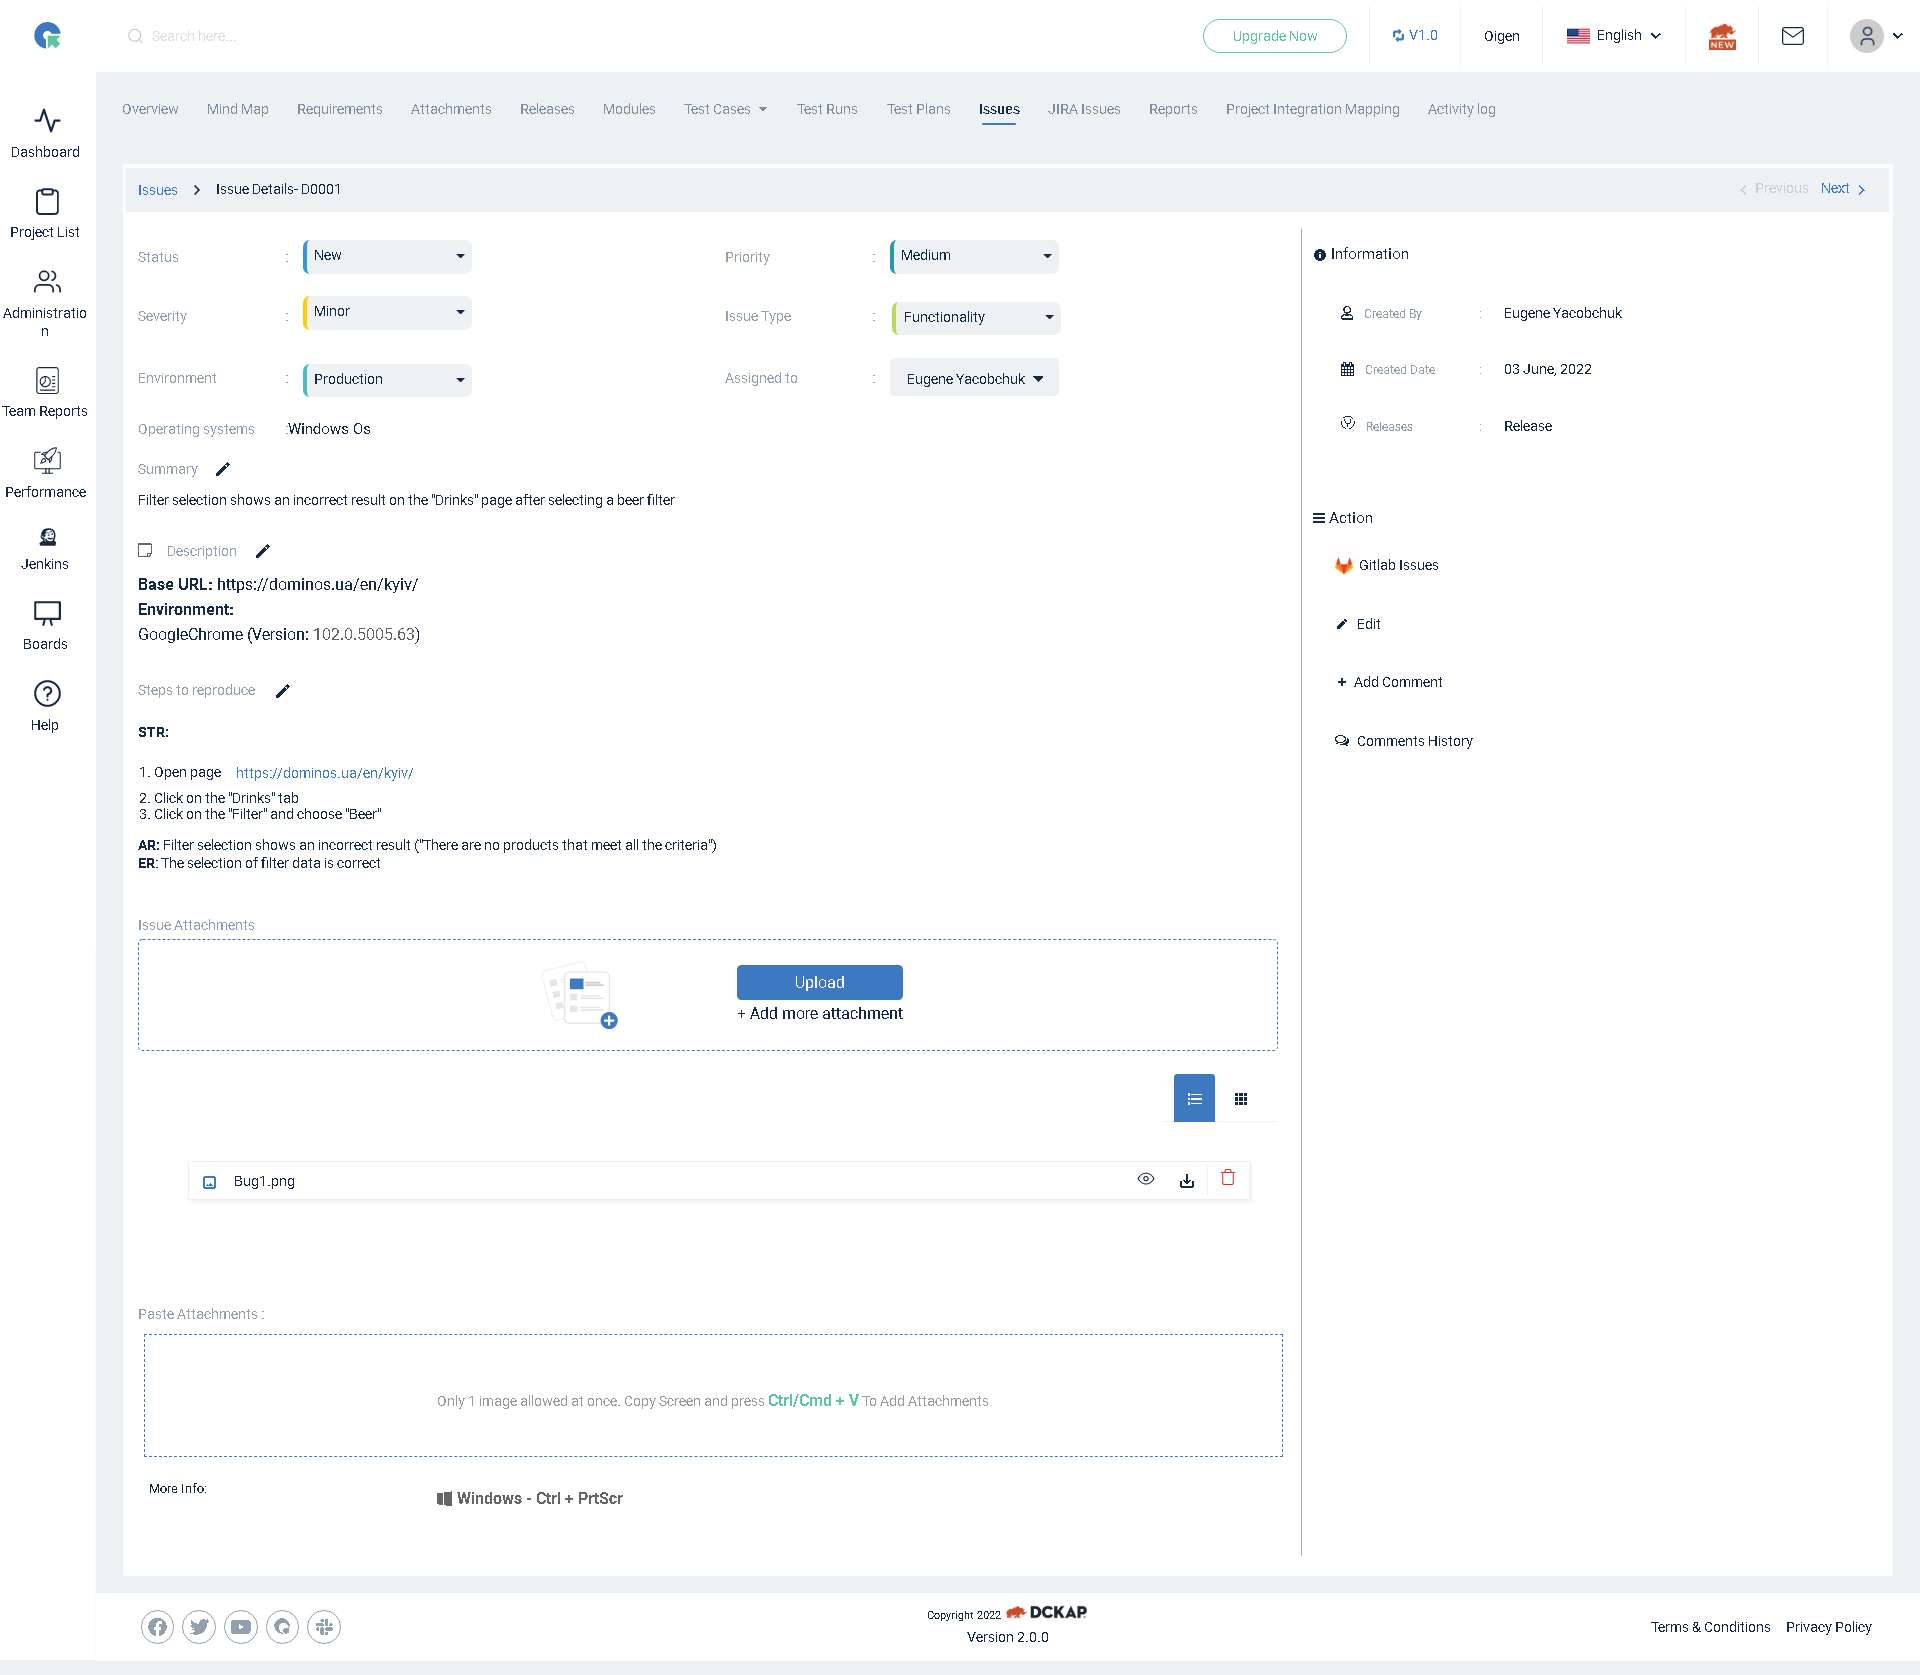 Search here...
Upgrade Now
V1.0
Oigen
English
NEW
Dashboard
Project List
Administratio
n
Team Reports
Performance
Jenkins
Boards
Help
Overview
Mind Map
Requirements
Attachments
Releases
Modules
Test Cases
Test Runs
Test Plans
Issues
JIRA Issues
Reports
Project Integration Mapping
Activity log
Issues > Issue Details- D0001
Previous Next
Status : New
Priority : Medium
Severity : Minor
Issue Type : Functionality
Environment : Production
Assigned to : Eugene Yacobchuk
Operating systems :Windows Os
Summary
Filter selection shows an incorrect result on the "Drinks" page after selecting a beer filter
Description
Base URL: https://dominos.ua/en/kyiv/
Environment:
GoogleChrome (Version: 102.0.5005.63)
Steps to reproduce
STR:
1. Open page https://dominos.ua/en/kyiv/
2. Click on the "Drinks" tab
3. Click on the "Filter" and choose "Beer"
AR: Filter selection shows an incorrect result ("There are no products that meet all the criteria")
ER: The selection of filter data is correct
Issue Attachments
Upload
+ Add more attachment
Bug1.png
Paste Attachments :
Only 1 image allowed at once. Copy Screen and press Ctrl/Cmd + V To Add Attachments
More Info:
Windows - Ctrl + PrtScr
Information
Created By : Eugene Yacobchuk
Created Date : 03 June, 2022
Releases : Release
Action
Gitlab Issues
Edit
+ Add Comment
Comments History
Copyright 2022 DCKAP
Version 2.0.0
Terms & Conditions
Privacy Policy